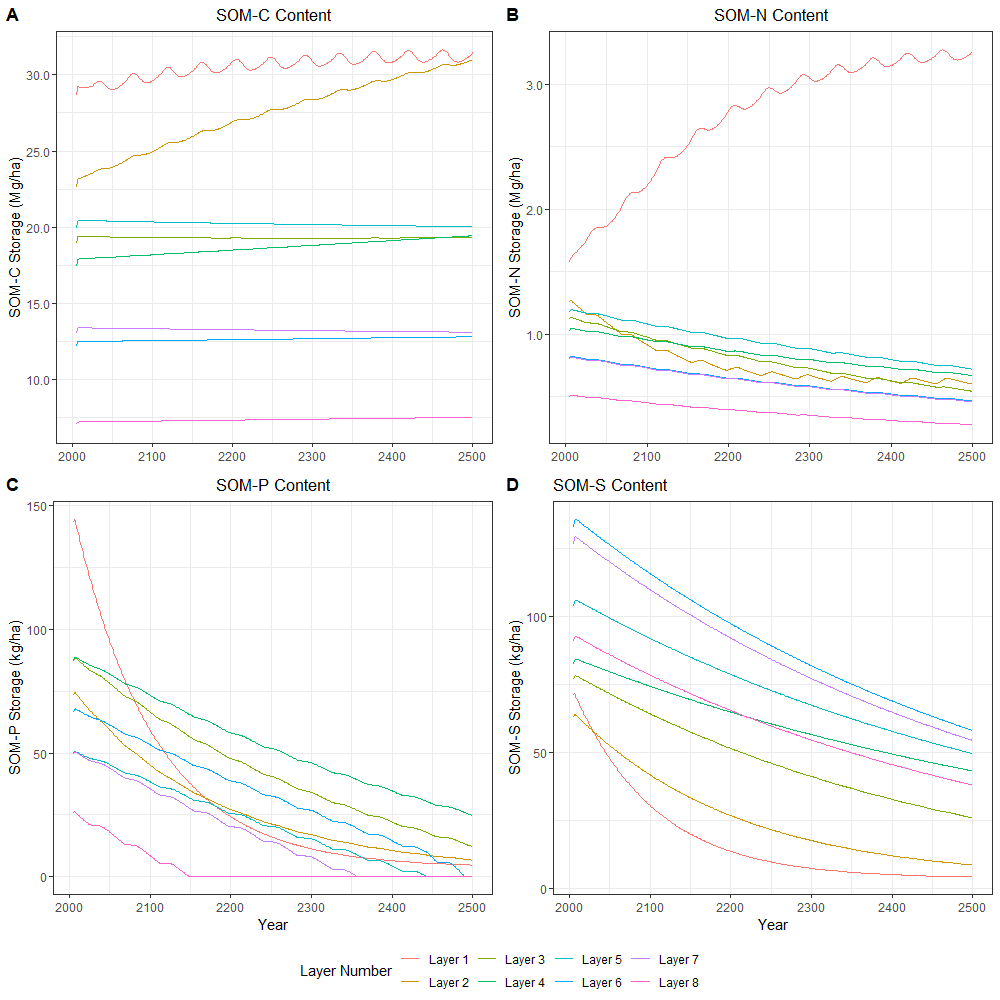 A SOM-C Content
SOM-C Storage (Mg/ha)
30.0
25.0
20.0
15.0
10.0
2000 2100 2200 2300 2400 2500
B SOM-N Content
SOM-N Storage (Mg/ha)
3.0
2.0
1.0
2000 2100 2200 2300 2400 2500
C SOM-P Content
SOM-P Storage (kg/ha)
150
100
50
0
2000 2100 2200 2300 2400 2500
Year
D SOM-S Content
SOM-S Storage (kg/ha)
100
50
0
2000 2100 2200 2300 2400 2500
Year
Layer Number
Layer 1 Layer 3 Layer 5 Layer 7
Layer 2 Layer 4 Layer 6 Layer 8